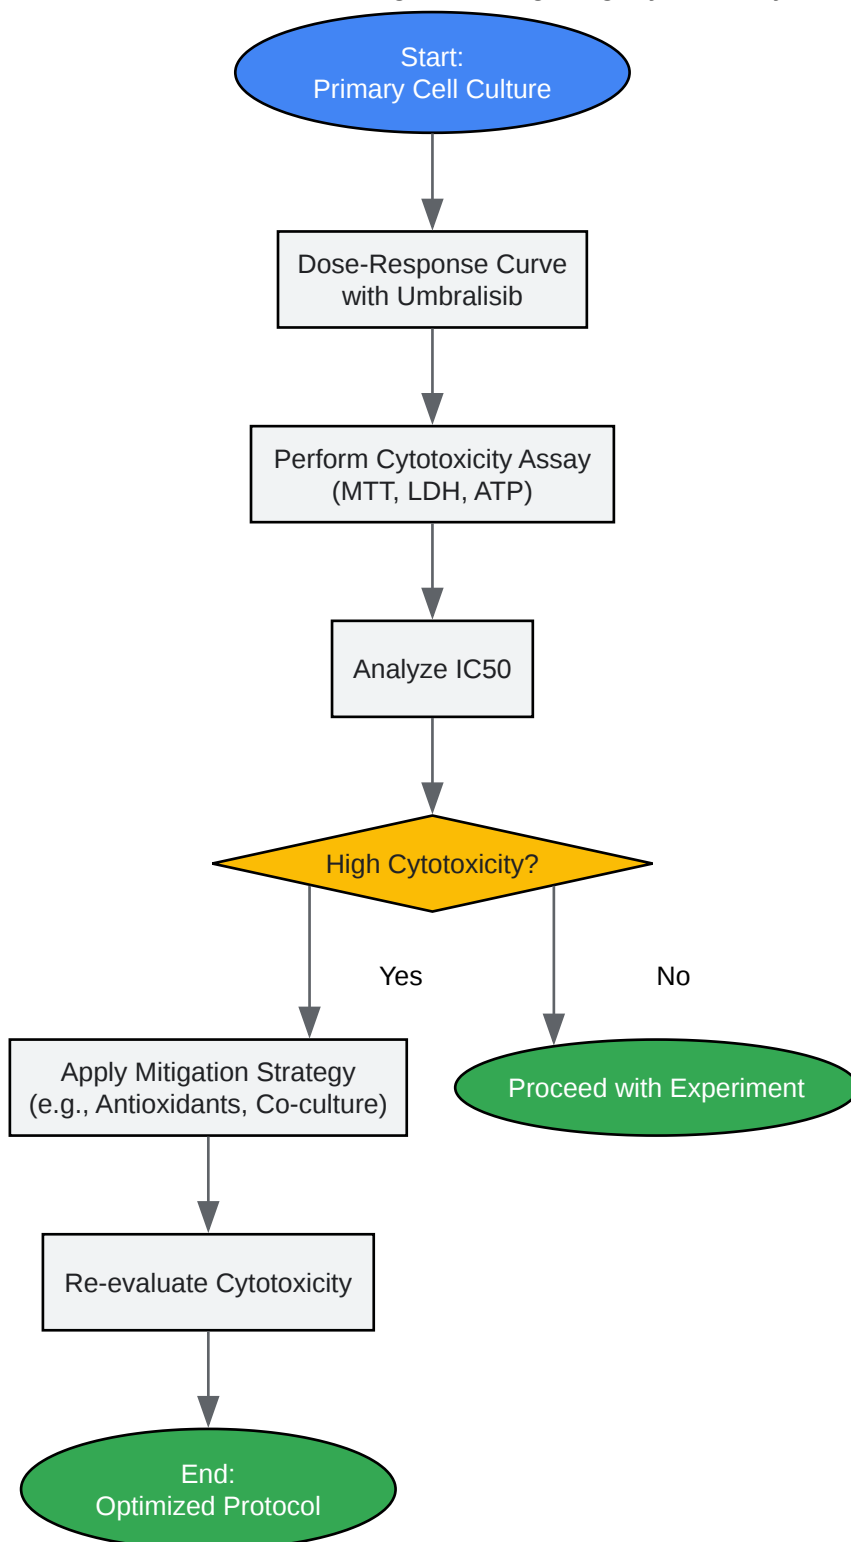 Start:
Primary Cell Culture
Dose-Response Curve
with Umbralisib
Perform Cytotoxicity Assay
(MTT, LDH, ATP)
Analyze IC50
High Cytotoxicity?
Yes
No
Apply Mitigation Strategy
(e.g., Antioxidants, Co-culture)
Proceed with Experiment
Re-evaluate Cytotoxicity
End:
Optimized Protocol